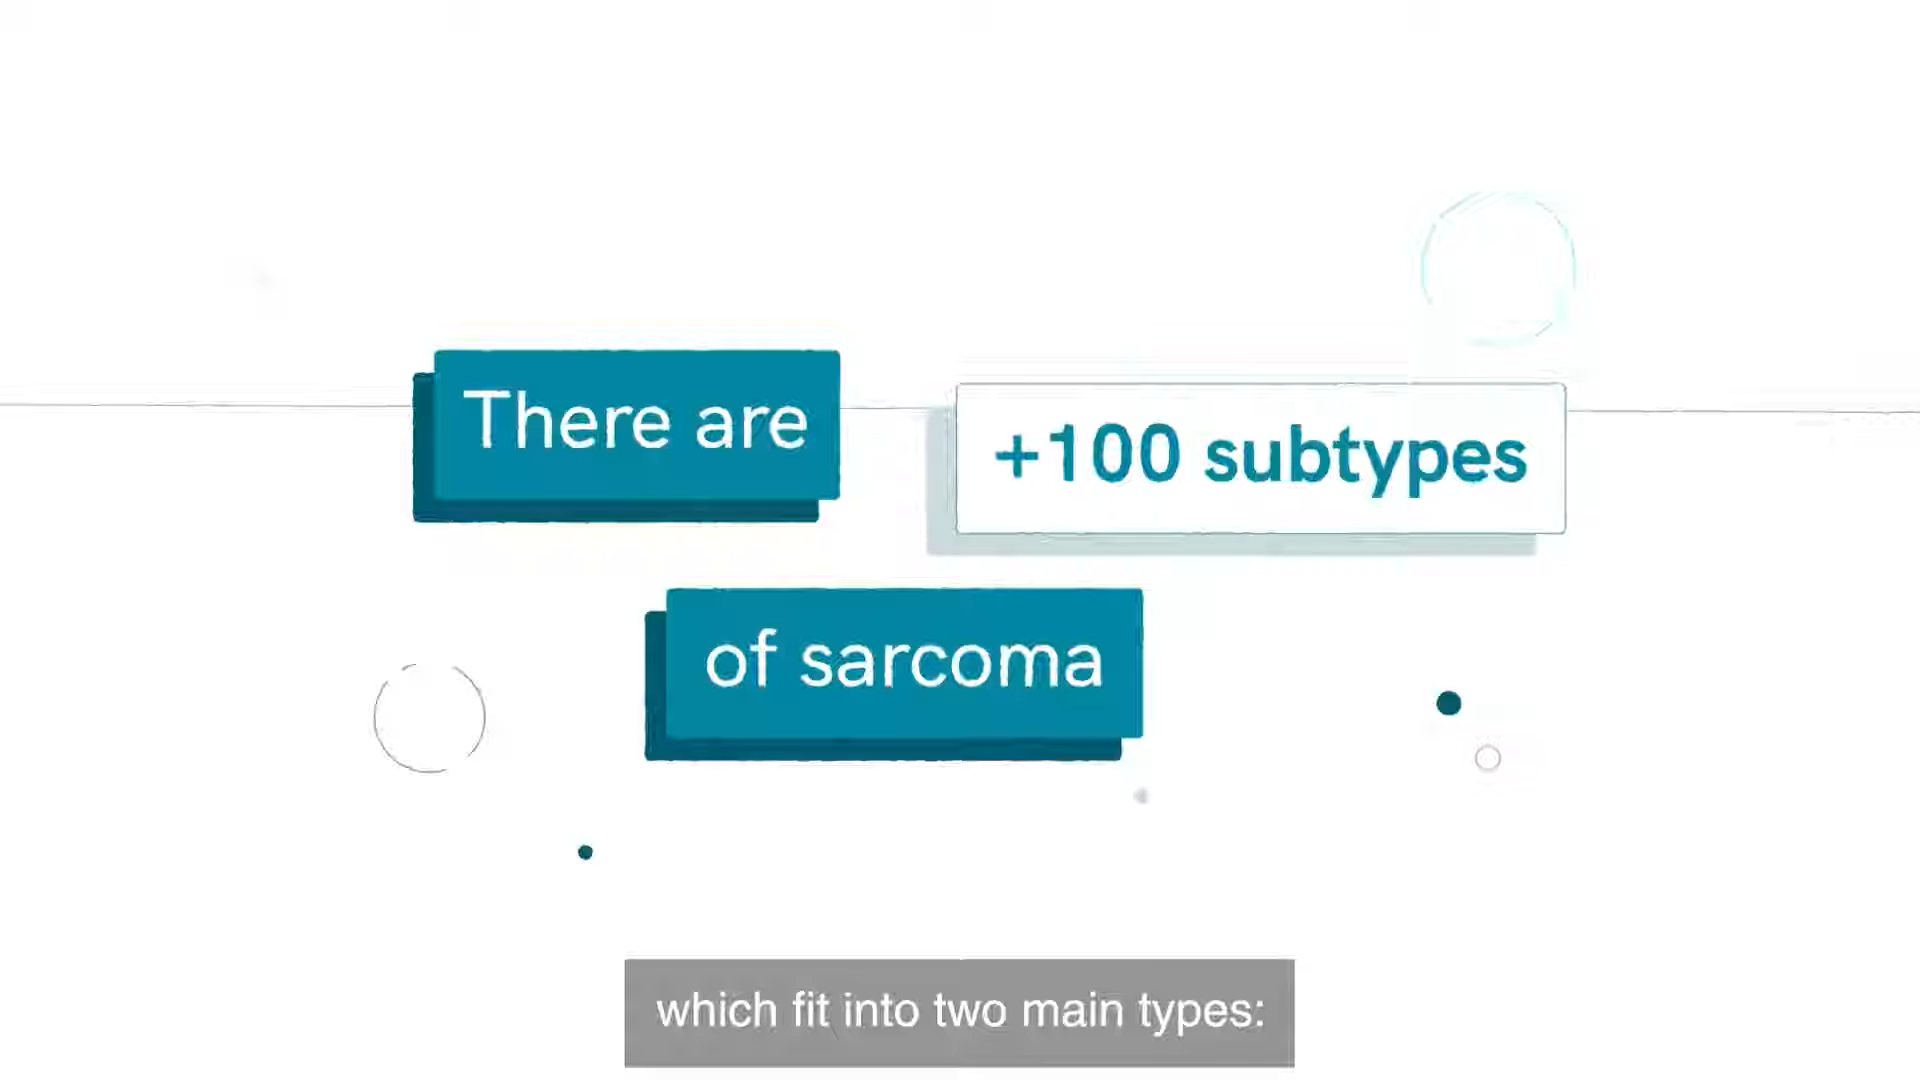 There are
+100 subtypes
of sarcoma
which fit into two main types: